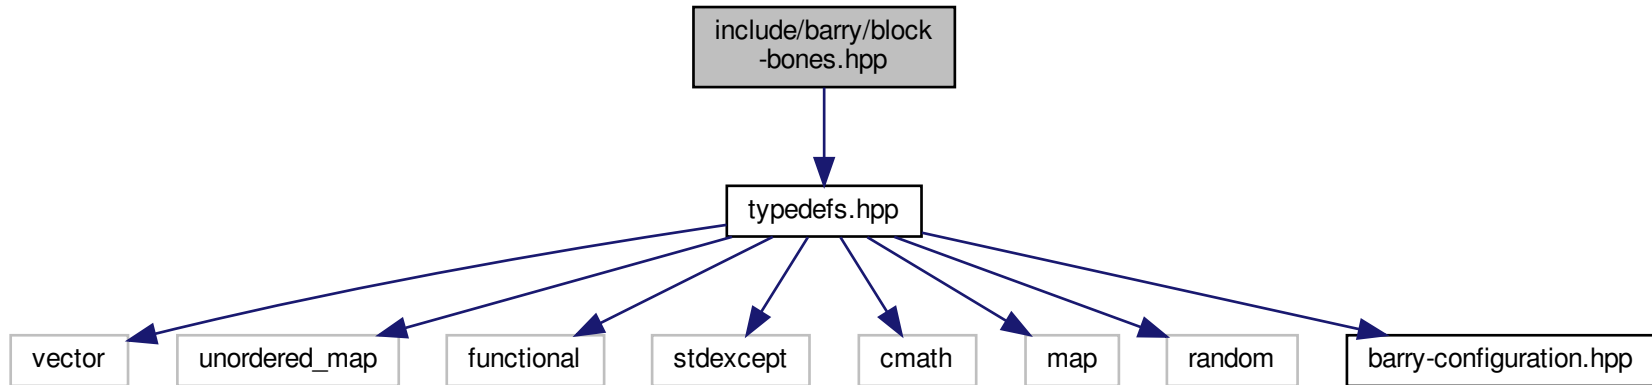 include/barry/block
-bones.hpp
typedefs.hpp
vector
unordered_map
functional
stdexcept
cmath
map
random
barry-configuration.hpp